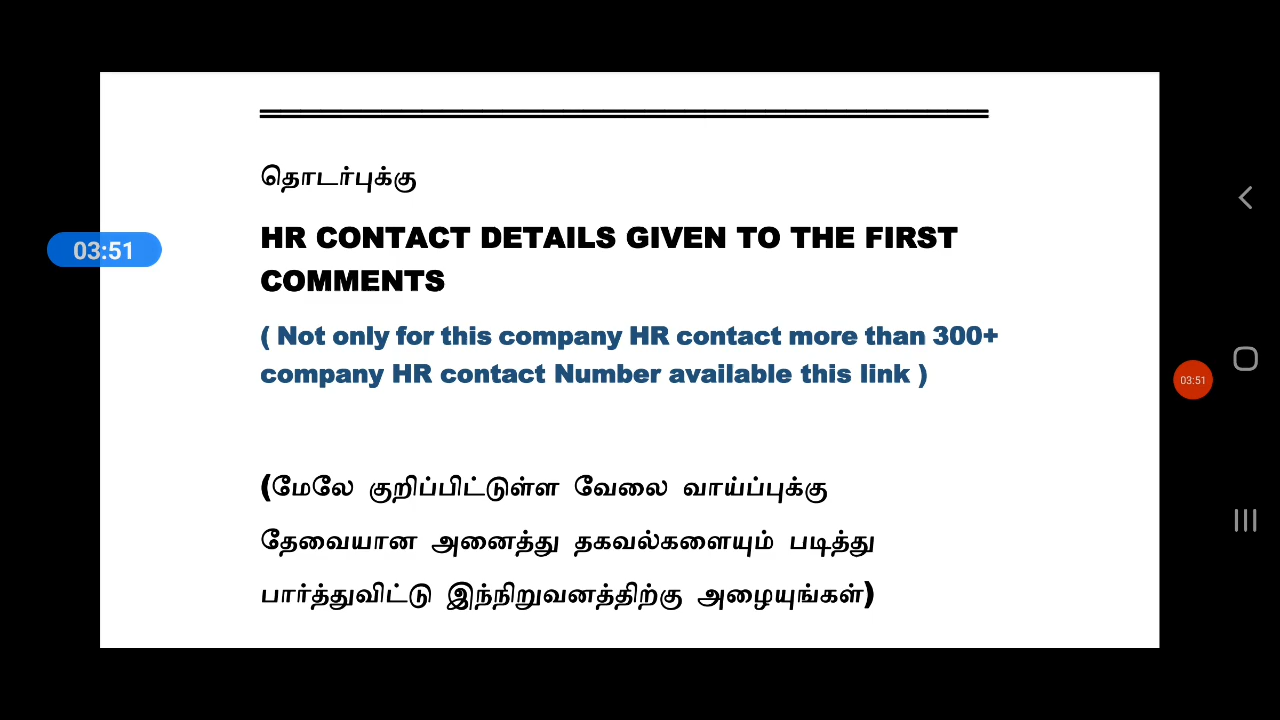 தொடர்புக்கு
HR CONTACT DETAILS GIVEN TO THE FIRST
COMMENTS
03:51
( Not only for this company HR contact more than 300+
company HR contact Number available this link )
03:51
(மேலே குறிப்பிட்டுள்ள வேலை வாய்ப்புக்கு
தேவையான அனைத்து தகவல்களையும் படித்து
பார்த்துவிட்டு இந்நிறுவனத்திற்கு அழையுங்கள்)